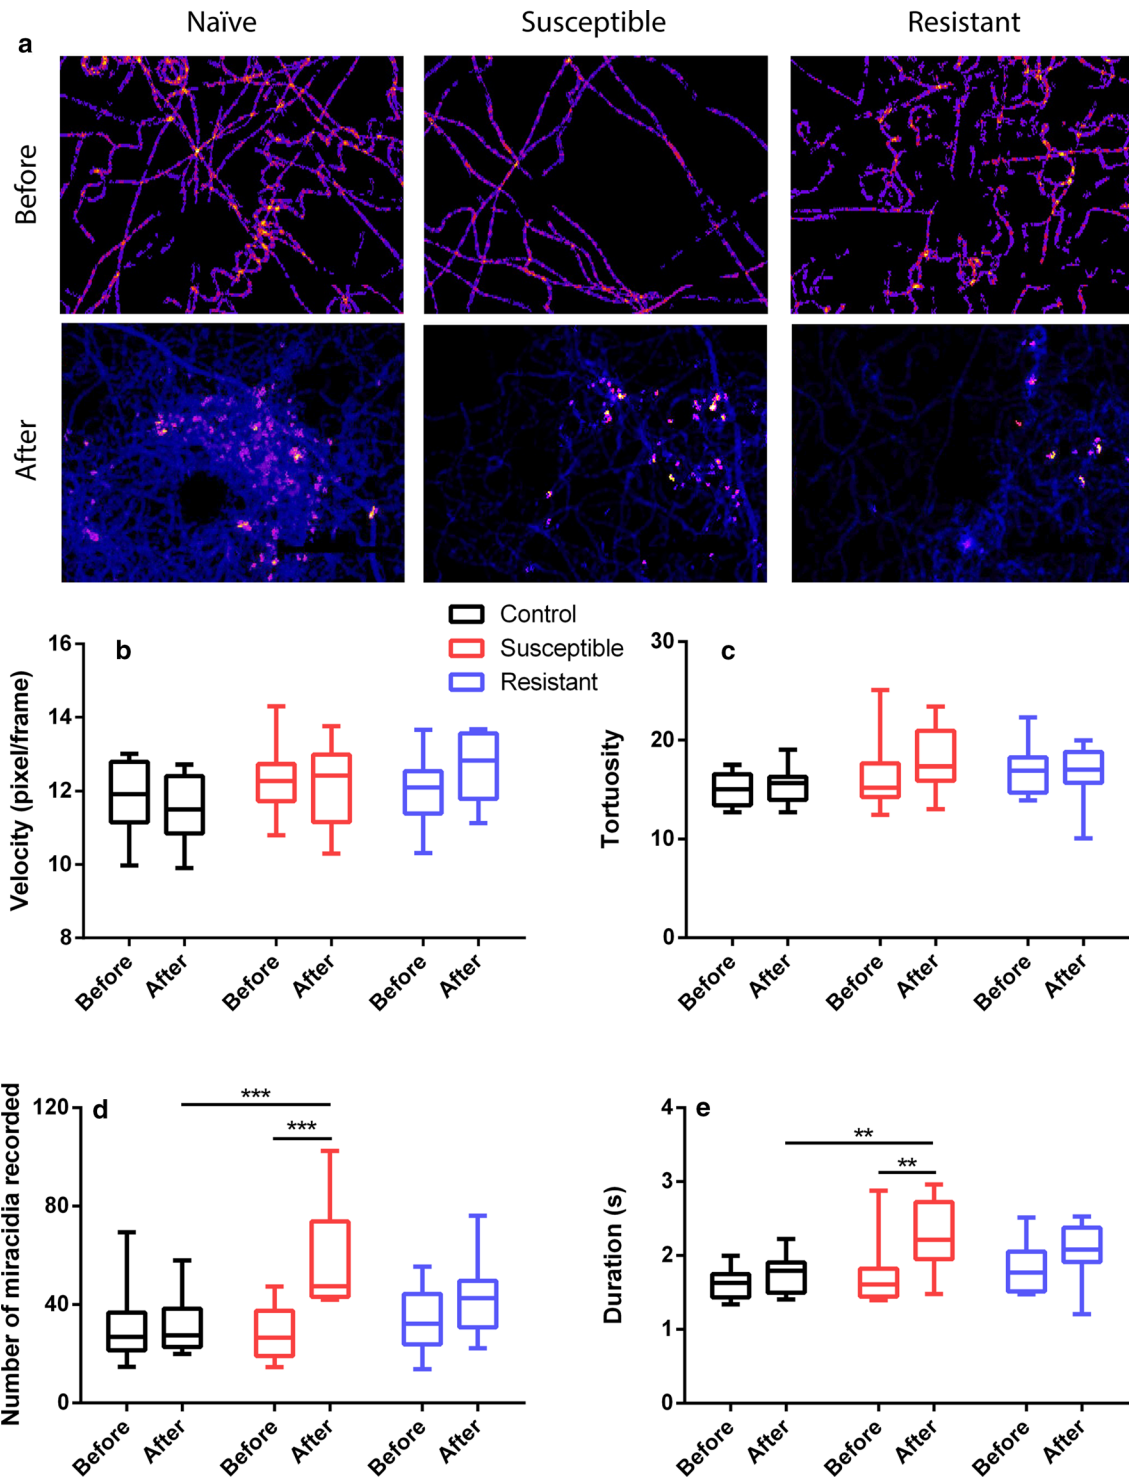 Naïve Susceptible Resistant
a
Before
After
Control
Susceptible
Resistant
b
Velocity (pixel/frame)
16
14
12
10
8
Before After Before After Before After
c
Tortuosity
30
20
10
0
Before After Before After Before After
d
Number of miracidia recorded
120
80
40
0
***
***
Before After Before After Before After
e
Duration (s)
4
3
2
1
0
**
**
Before After Before After Before After